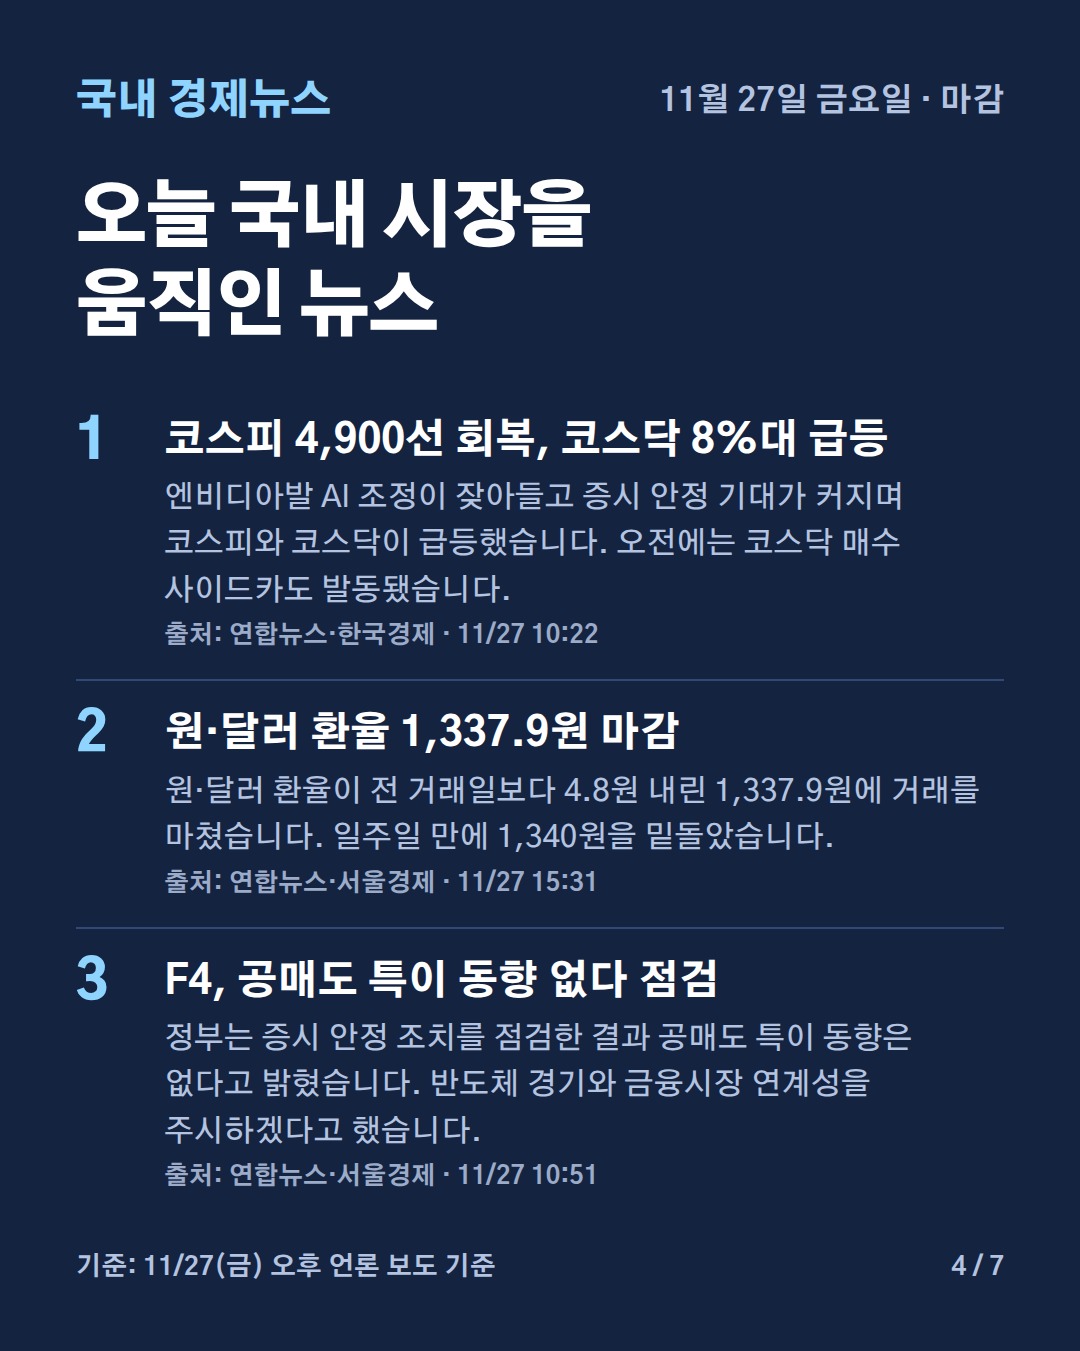 국내 경제뉴스
11월 27일 금요일 · 마감
오늘 국내 시장을
움직인 뉴스
1
코스피 4,900선 회복, 코스닥 8%대 급등
엔비디아발 AI 조정이 잦아들고 증시 안정 기대가 커지며
코스피와 코스닥이 급등했습니다. 오전에는 코스닥 매수
사이드카도 발동됐습니다.
출처: 연합뉴스·한국경제 · 11/27 10:22
2
원·달러 환율 1,337.9원 마감
원·달러 환율이 전 거래일보다 4.8원 내린 1,337.9원에 거래를
마쳤습니다. 일주일 만에 1,340원을 밑돌았습니다.
출처: 연합뉴스·서울경제 · 11/27 15:31
3
F4, 공매도 특이 동향 없다 점검
정부는 증시 안정 조치를 점검한 결과 공매도 특이 동향은
없다고 밝혔습니다. 반도체 경기와 금융시장 연계성을
주시하겠다고 했습니다.
출처: 연합뉴스·서울경제 · 11/27 10:51
기준: 11/27(금) 오후 언론 보도 기준
4 / 7